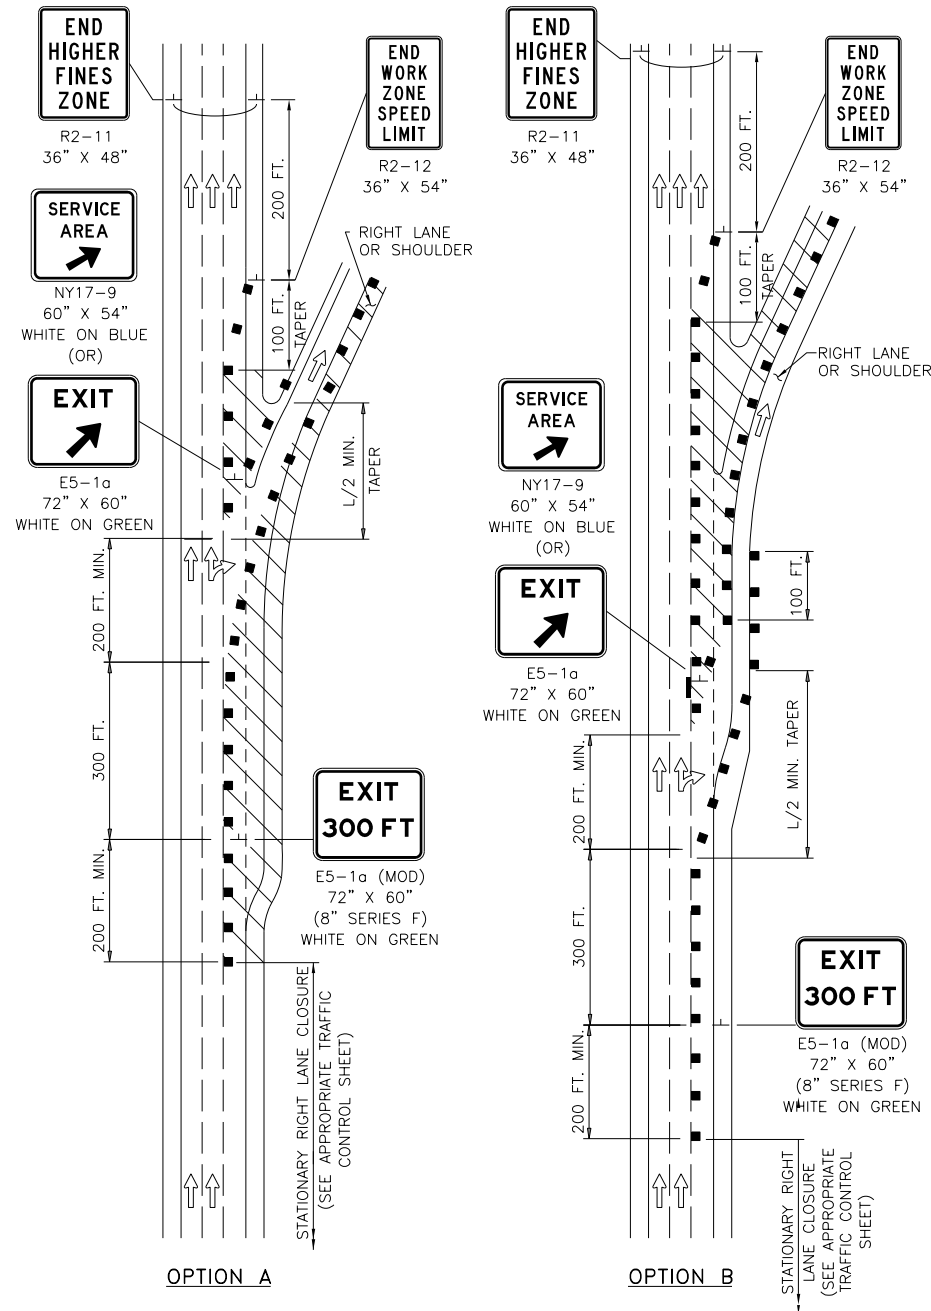 END
HIGHER
FINES
ZONE
R2-11
36" X 48"
END
WORK
ZONE
SPEED
LIMIT
R2-12
36" X 54"
200 FT.
SERVICE
AREA
NY17-9
60" X 54"
WHITE ON BLUE
(OR)
RIGHT LANE
OR SHOULDER
100 FT.
TAPER
EXIT
E5-1a
72" X 60"
WHITE ON GREEN
L/2 MIN.
TAPER
200 FT. MIN.
300 FT.
EXIT
300 FT
E5-1a (MOD)
72" X 60"
(8" SERIES F)
WHITE ON GREEN
200 FT. MIN.
STATIONARY RIGHT LANE CLOSURE
(SEE APPROPRIATE TRAFFIC
CONTROL SHEET)
OPTION A
END
HIGHER
FINES
ZONE
R2-11
36" X 48"
END
WORK
ZONE
SPEED
LIMIT
R2-12
36" X 54"
200 FT.
100 FT.
TAPER
RIGHT LANE
OR SHOULDER
SERVICE
AREA
NY17-9
60" X 54"
WHITE ON BLUE
(OR)
EXIT
E5-1a
72" X 60"
WHITE ON GREEN
100 FT.
L/2 MIN. TAPER
200 FT. MIN.
300 FT.
EXIT
300 FT
E5-1a (MOD)
72" X 60"
(8" SERIES F)
WHITE ON GREEN
200 FT. MIN.
STATIONARY RIGHT
LANE CLOSURE
(SEE APPROPRIATE
TRAFFIC CONTROL
SHEET)
OPTION B